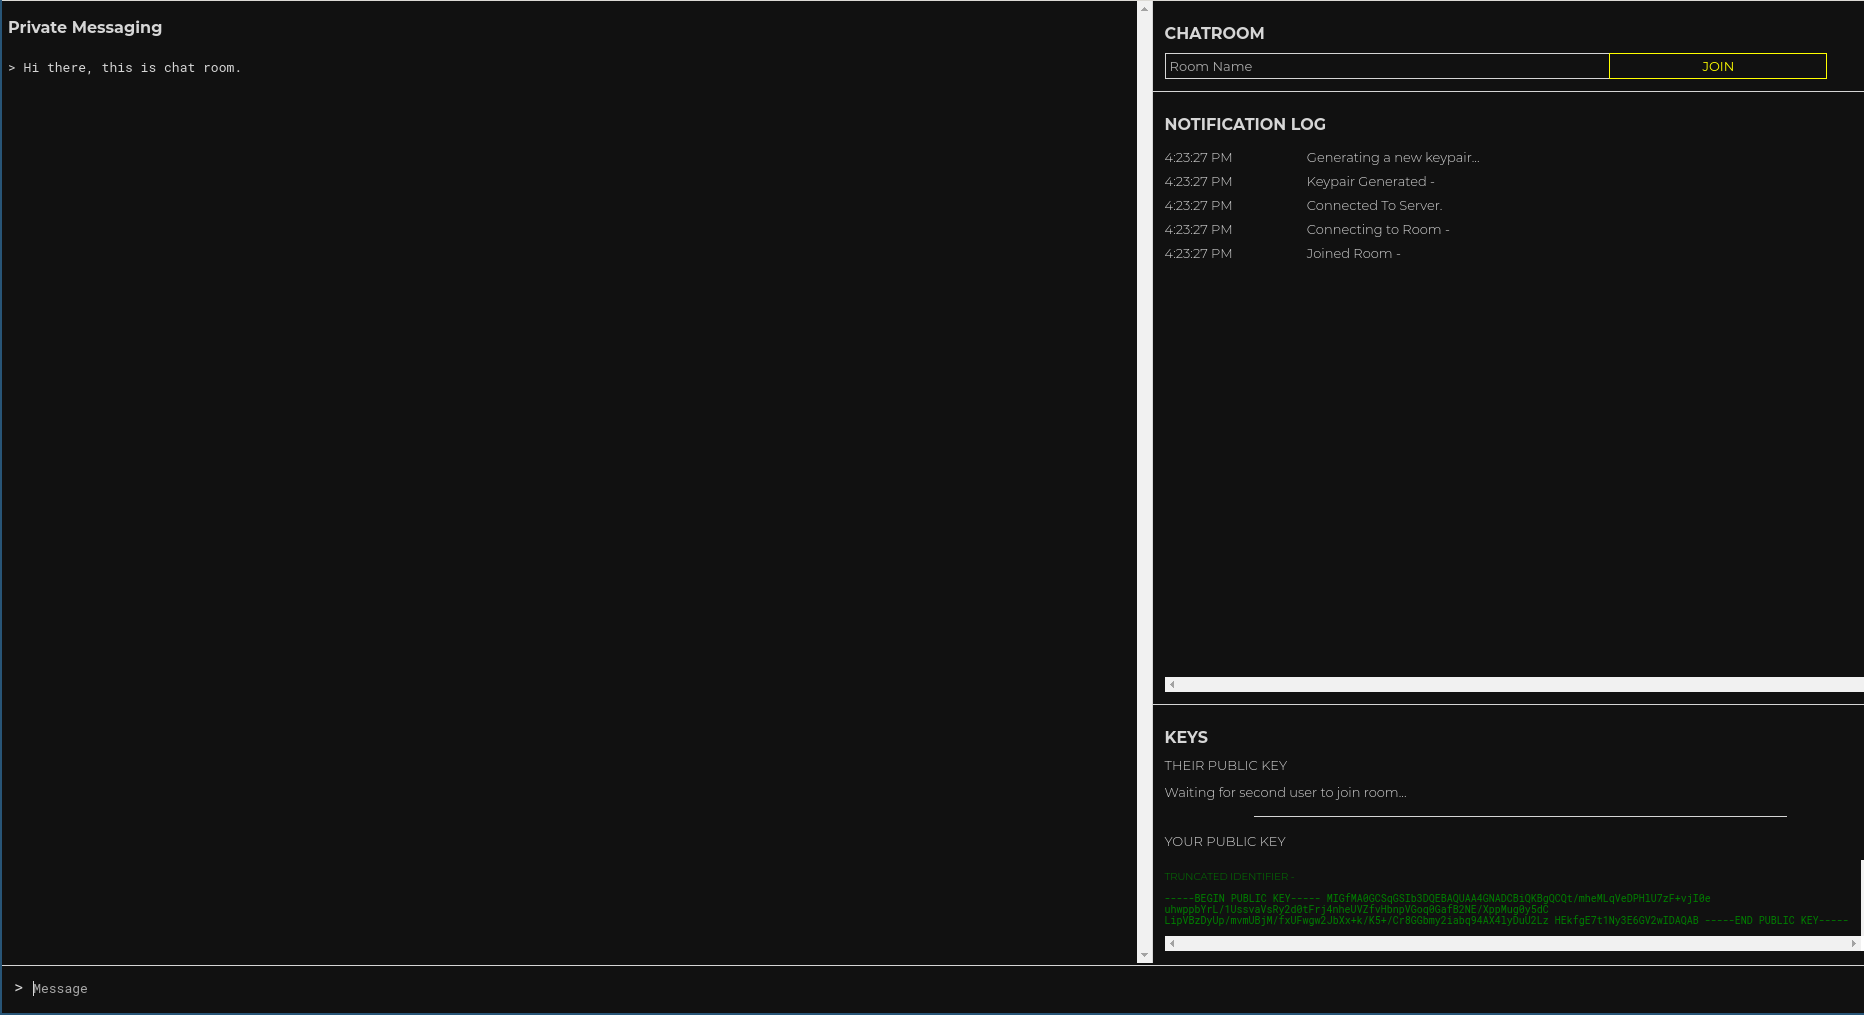 Private Messaging
> Hi there, this is chat room.
CHATROOM
Room Name
JOIN
NOTIFICATION LOG
4:23:27 PM Generating a new keypair...
4:23:27 PM Keypair Generated -
4:23:27 PM Connected To Server.
4:23:27 PM Connecting to Room -
4:23:27 PM Joined Room -
KEYS
THEIR PUBLIC KEY
Waiting for second user to join room...
YOUR PUBLIC KEY
TRUNCATED IDENTIFIER -
-----BEGIN PUBLIC KEY----- MIGfMA0GCSqGSIb3DQEBAQUAA4GNADCBiQKBgQCQt/mheMLqVeDPHlU7zF+vjI0e
uhwppbYrL/1UssvaVsRy2d0tFrj4nheUVZfvHbnpVGoq0GafB2NE/XppMug0y5dC
LipVBzDyUp/mvmUBjM/fxUFwgw2JbXx+k/K5+/Cr8GGbmy2iabq94AX4lyDuU2Lz HEkfgE7t1Ny3E6GV2wIDAQAB -----END PUBLIC KEY-----
> Message